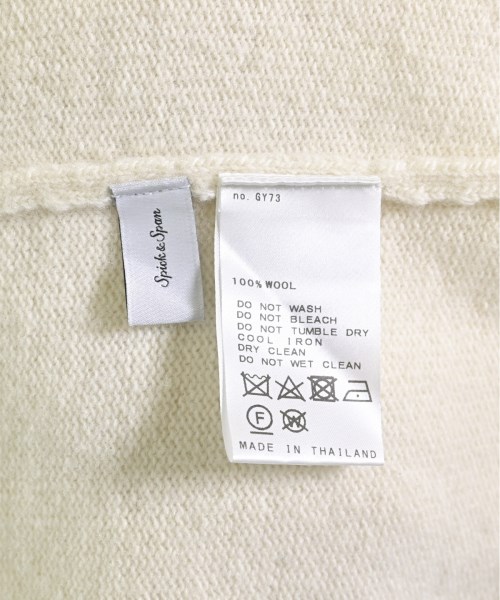 Spick&Span
no. GY73
100% WOOL
DO NOT WASH
DO NOT BLEACH
DO NOT TUMBLE DRY
COOL IRON
DRY CLEAN
DO NOT WET CLEAN
F W
MADE IN THAILAND